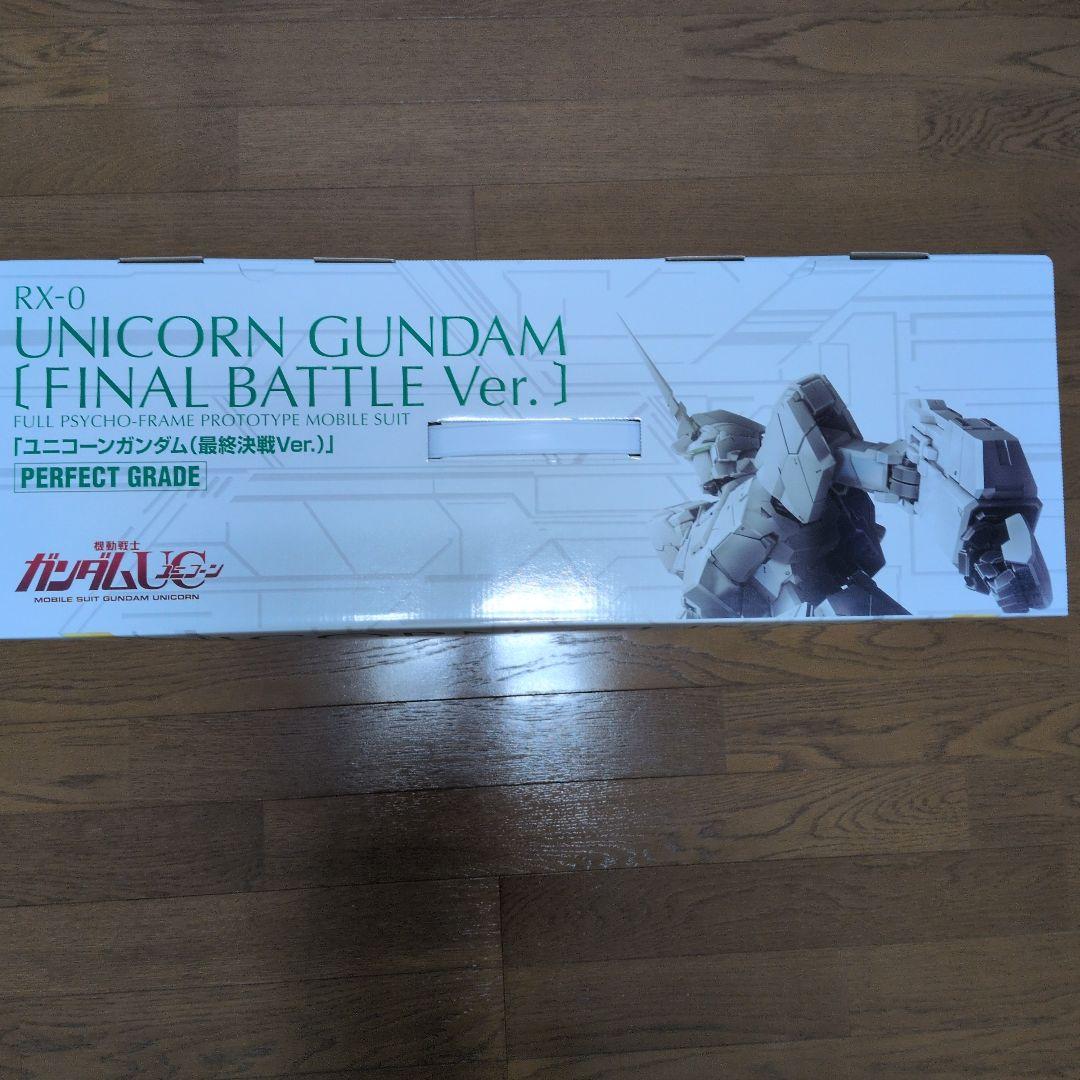 RX-0
UNICORN GUNDAM
[FINAL BATTLE Ver.]
FULL PSYCHO-FRAME PROTOTYPE MOBILE SUIT
「ユニコーンガンダム(最終決戦Ver.)」
PERFECT GRADE
機動戦士
ガンダムUC
ユニコーン
MOBILE SUIT GUNDAM UNICORN